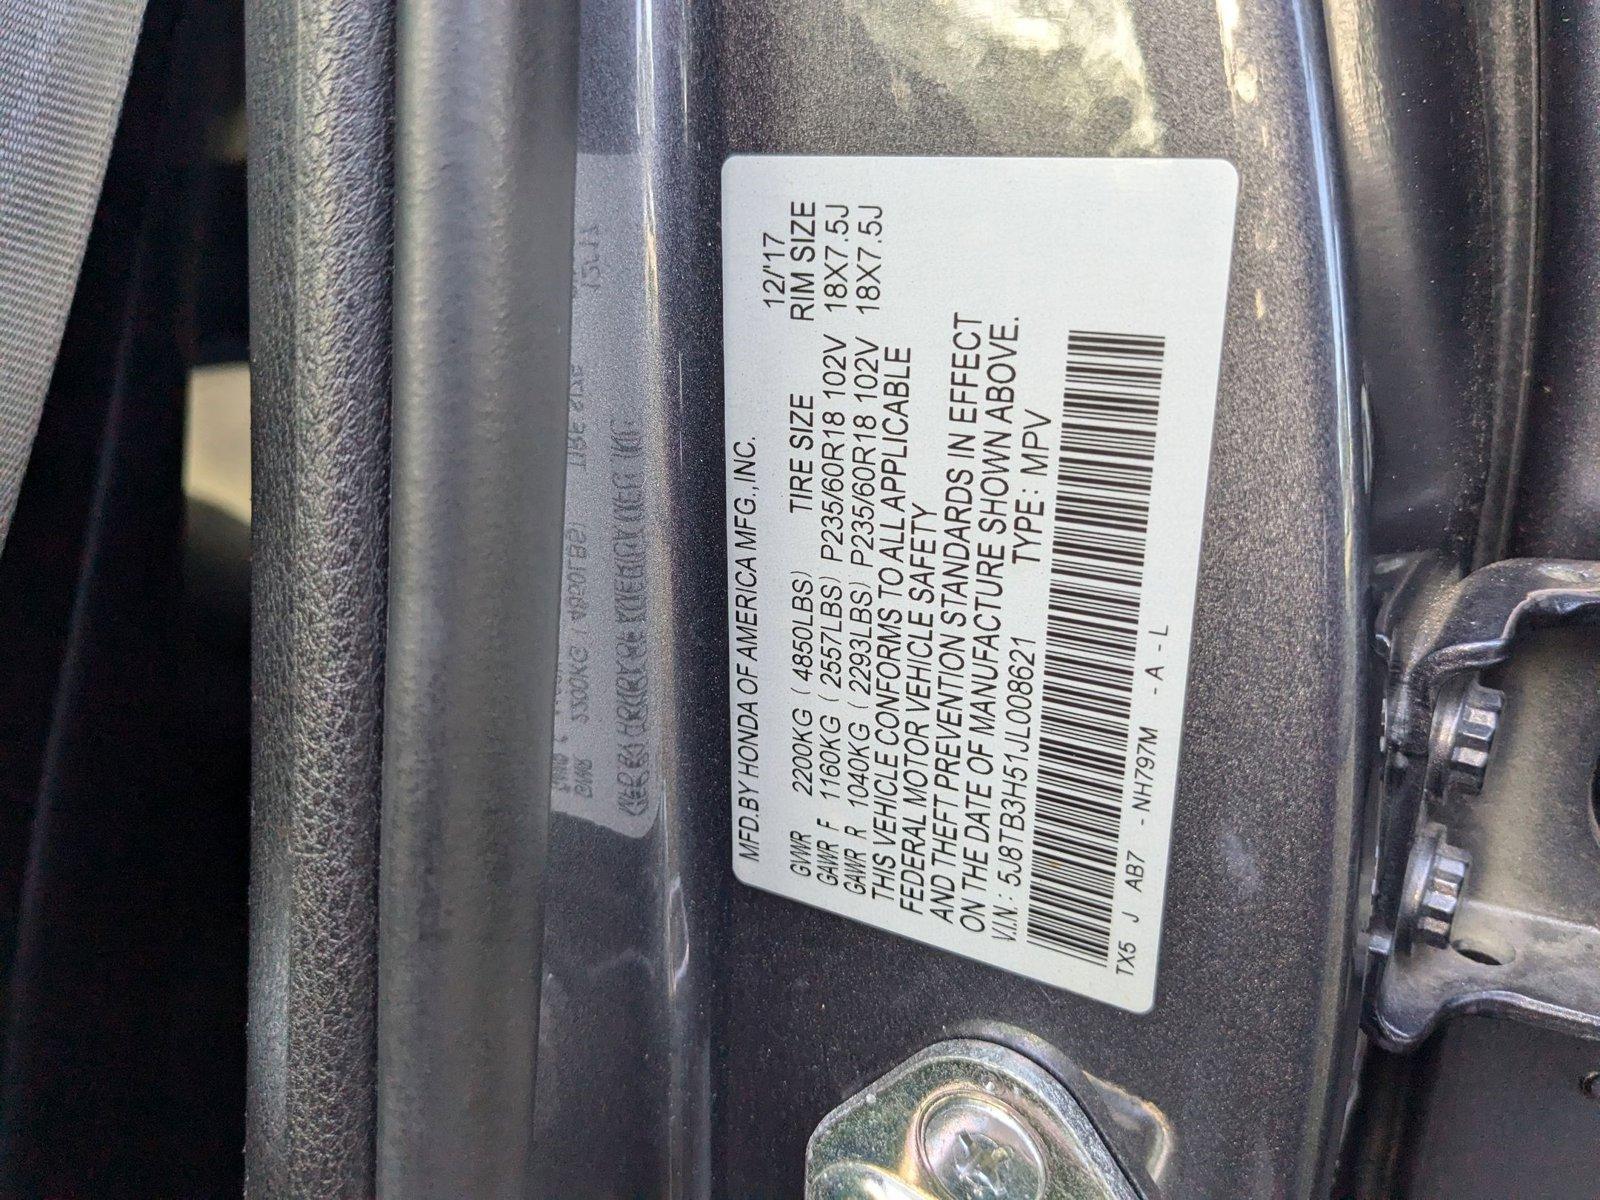 MFD.BY HONDA OF AMERICA MFG.,INC. 12/'17
TIRE SIZE RIM SIZE
GVWR 2200KG ( 4850LBS)
GAWR F 1160KG ( 2557LBS) P235/60R18 102V 18X7.5J
GAWR R 1040KG ( 2293LBS) P235/60R18 102V 18X7.5J
THIS VEHICLE CONFORMS TO ALL APPLICABLE
FEDERAL MOTOR VEHICLE SAFETY
AND THEFT PREVENTION STANDARDS IN EFFECT
ON THE DATE OF MANUFACTURE SHOWN ABOVE.
V.I.N.: 5J8TB3H51JL008621 TYPE : MPV
TX5 J AB7 - NH797M - A - L